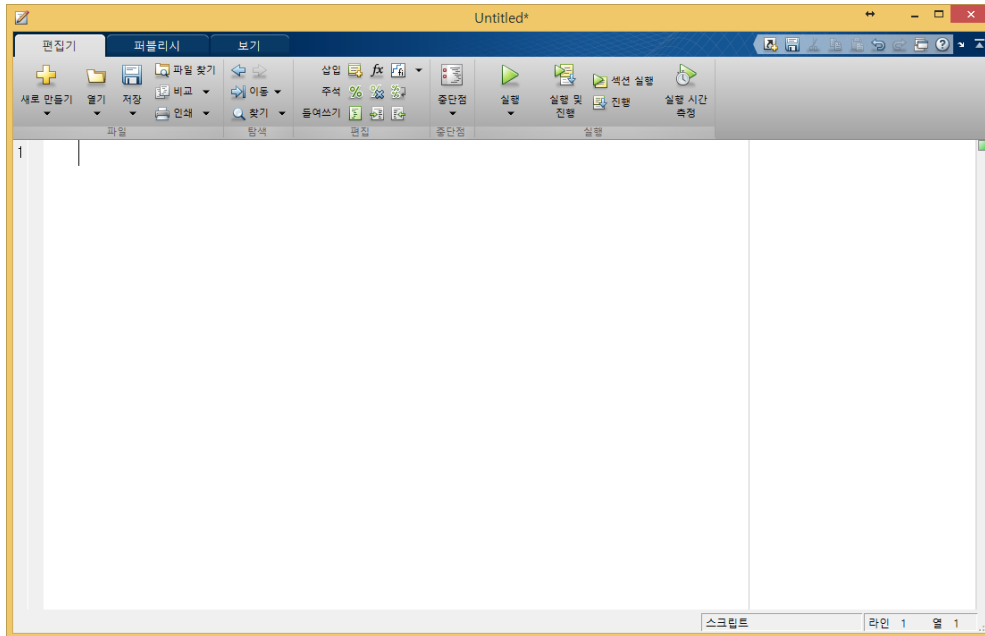 Untitled*
편집기 퍼블리시 보기
파일 찾기 삽입 fx
새로 만들기 열기 저장 비교 이동 주석 중단점 실행 실행 및 진행 섹션 실행 진행 실행 시간 측정
인쇄 찾기 들여쓰기
파일 탐색 편집 중단점 실행
1
스크립트 라인 1 열 1